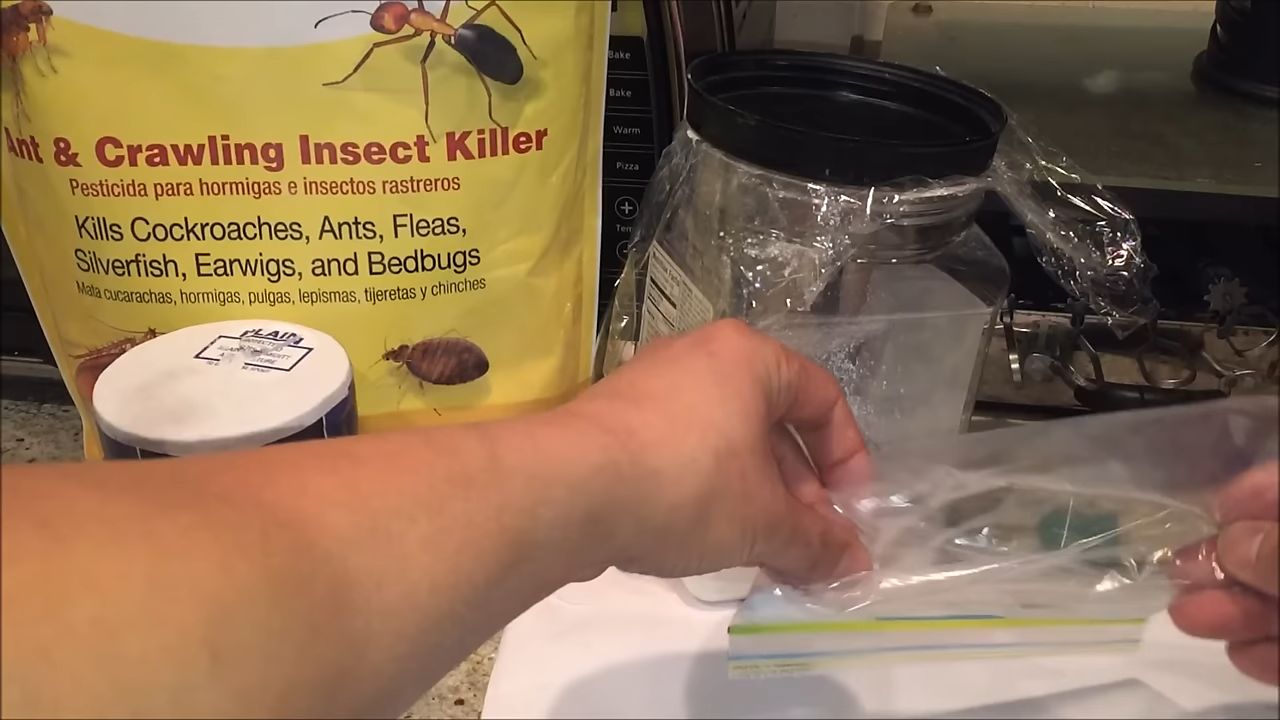 Ant & Crawling Insect Killer
Pesticida para hormigas e insectos rastreros
Kills Cockroaches, Ants, Fleas,
Silverfish, Earwigs, and Bedbugs
Mata cucarachas, hormigas, pulgas, lepismas, tijeretas y chinches
PLAIN
Bake
Bake
Warm
Pizza